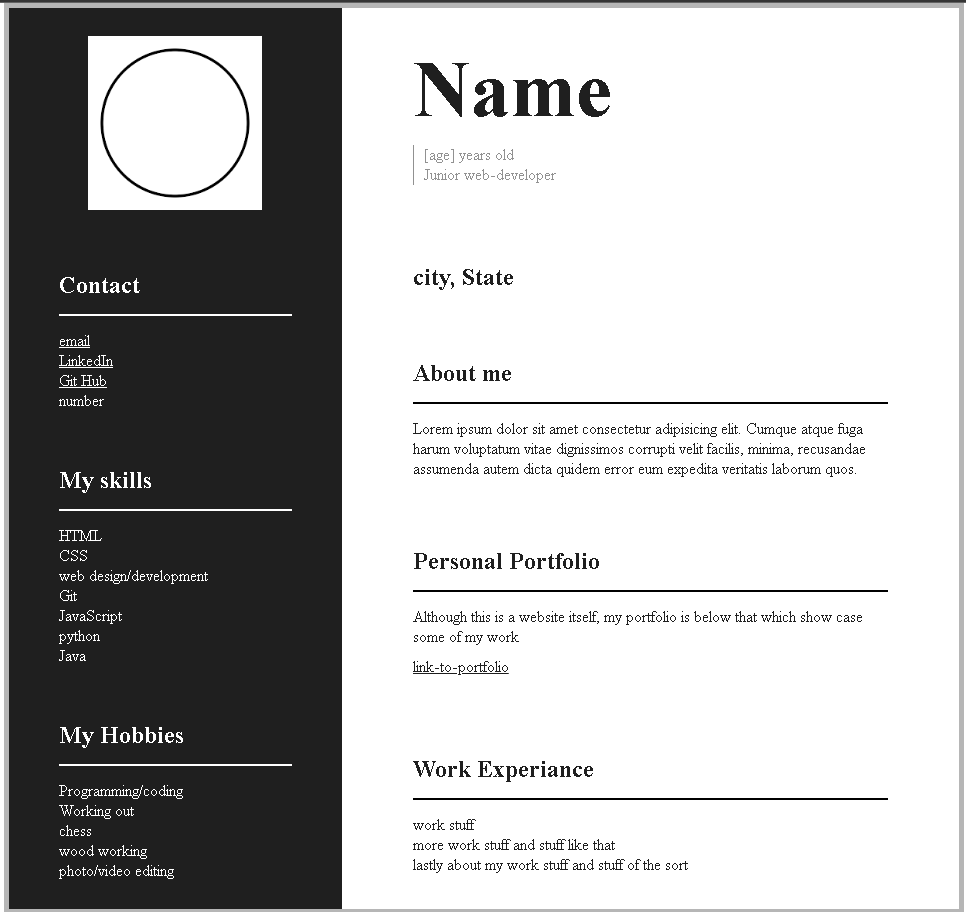 Contact
email
LinkedIn
Git Hub
number
My skills
HTML
CSS
web design/development
Git
JavaScript
python
Java
My Hobbies
Programming/coding
Working out
chess
wood working
photo/video editing
Name
[age] years old
Junior web-developer
city, State
About me
Lorem ipsum dolor sit amet consectetur adipisicing elit. Cumque atque fuga
harum voluptatum vitae dignissimos corrupti velit facilis, minima, recusandae
assumenda autem dicta quidem error eum expedita veritatis laborum quos.
Personal Portfolio
Although this is a website itself, my portfolio is below that which show case
some of my work
link-to-portfolio
Work Experiance
work stuff
more work stuff and stuff like that
lastly about my work stuff and stuff of the sort